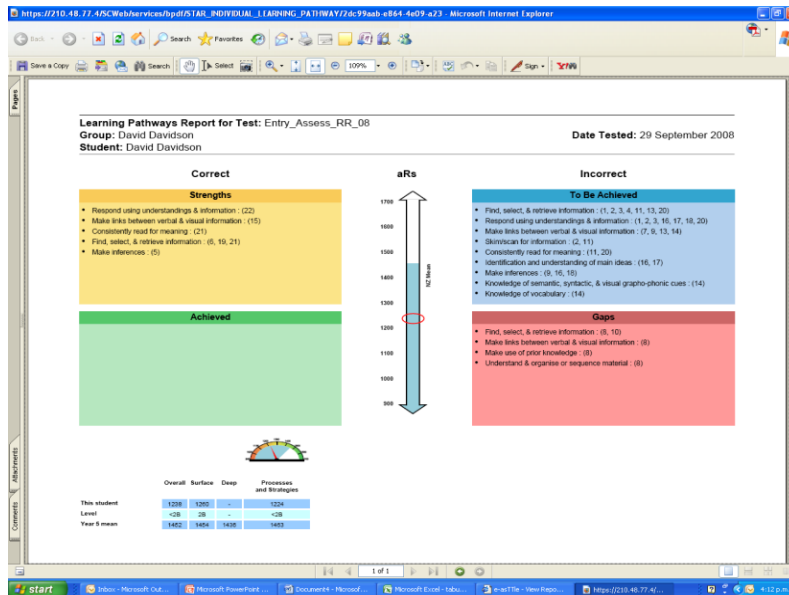 https://210.48.77.4/SCWeb/services/bpdf/STAR_INDIVIDUAL_LEARNING_PATHWAY/2dc99aab-e864-4e09-a23 - Microsoft Internet Explorer
Back Search Favorites
Save a Copy Search Select 109% Sign
Pages
Learning Pathways Report for Test: Entry_Assess_RR_08
Group: David Davidson Date Tested: 29 September 2008
Student: David Davidson
Correct aRs Incorrect
Strengths
• Respond using understandings & information : (22)
• Make links between verbal & visual information : (15)
• Consistently read for meaning : (21)
• Find, select, & retrieve information : (6, 19, 21)
• Make inferences : (5)
1700
1600
1500
1400
1300
1200
1100
1000
900
NZ Mean
To Be Achieved
• Find, select, & retrieve information : (1, 2, 3, 4, 11, 13, 20)
• Respond using understandings & information : (1, 2, 3, 16, 17, 18, 20)
• Make links between verbal & visual information : (7, 9, 13, 14)
• Skim/scan for information : (2, 11)
• Consistently read for meaning : (11, 20)
• Identification and understanding of main ideas : (16, 17)
• Make inferences : (9, 16, 18)
• Knowledge of semantic, syntactic, & visual grapho-phonic cues : (14)
• Knowledge of vocabulary : (14)
Achieved
Gaps
• Find, select, & retrieve information : (8, 10)
• Make links between verbal & visual information : (8)
• Make use of prior knowledge : (8)
• Understand & organise or sequence material : (8)
Overall Surface Deep Processes and Strategies
This student 1239 1260 - 1224
Level <2B 2B - <2B
Year 5 mean 1462 1464 1438 1463
Attachments
Comments
1 of 1
start Inbox - Microsoft Out... Microsoft PowerPoint ... Document4 - Microsof... Microsoft Excel - tabu... e-asTTle - View Repo... https://210.48.77.4/... 4:12 p.m.